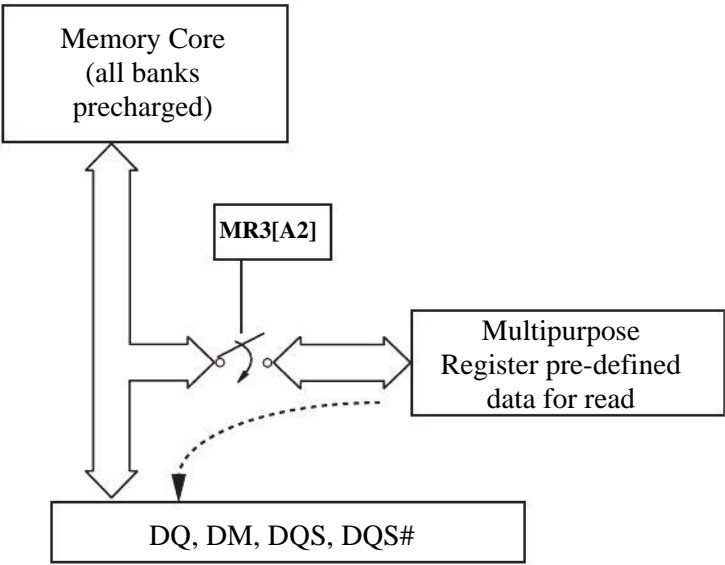 Memory Core
(all banks
precharged)
MR3[A2]
Multipurpose
Register pre-defined
data for read
DQ, DM, DQS, DQS#